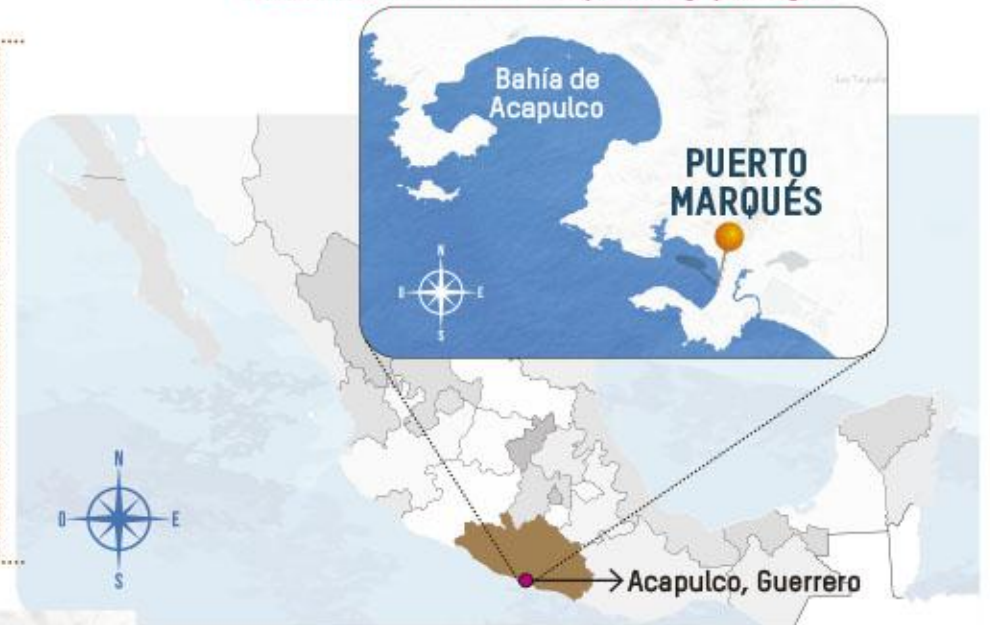 Bahía de
Acapulco
PUERTO
MARQUÉS
N
O E
S
N
O E
S
Acapulco, Guerrero